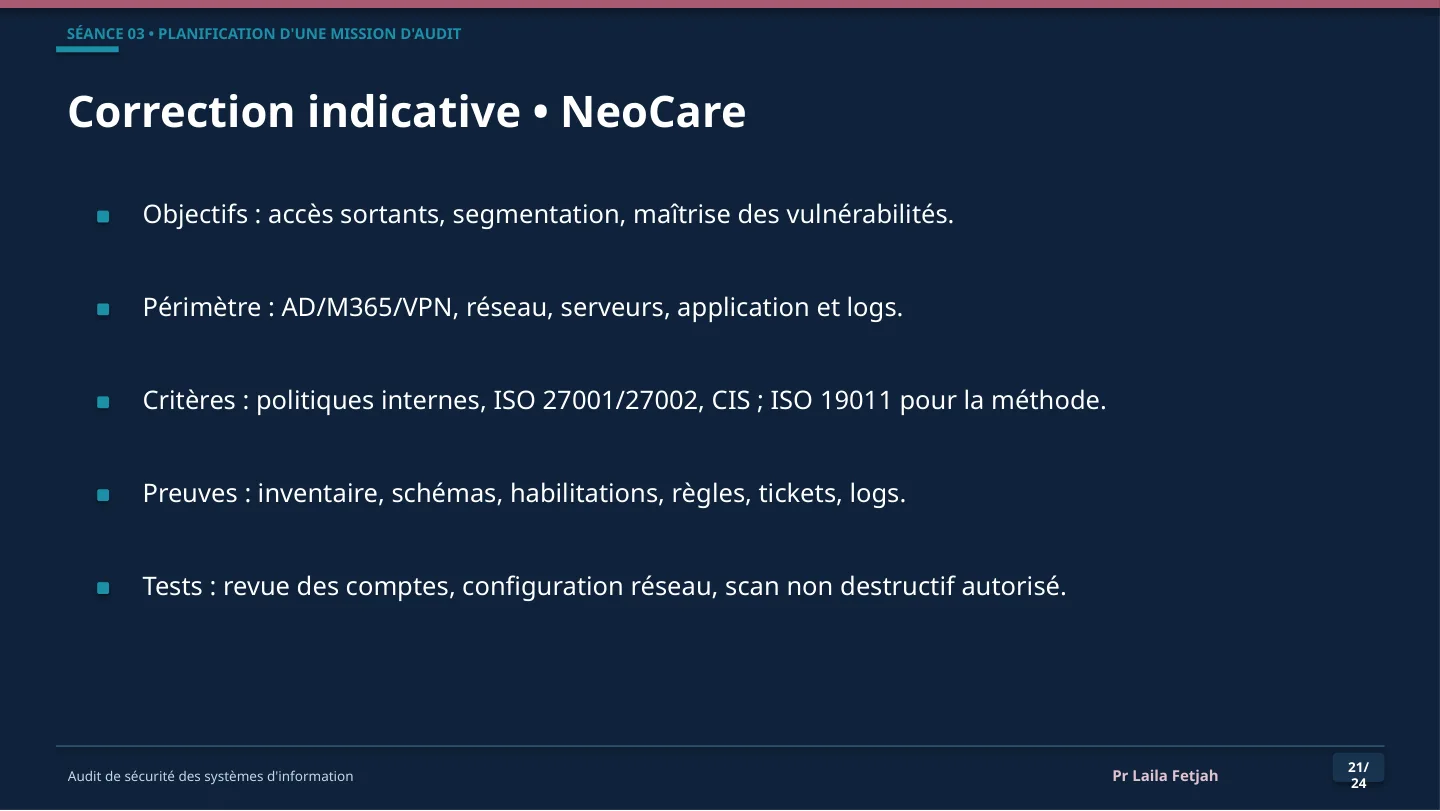 SÉANCE 03 • PLANIFICATION D'UNE MISSION D'AUDIT
Correction indicative • NeoCare
Objectifs : accès sortants, segmentation, maîtrise des vulnérabilités.
Périmètre : AD/M365/VPN, réseau, serveurs, application et logs.
Critères : politiques internes, ISO 27001/27002, CIS ; ISO 19011 pour la méthode.
Preuves : inventaire, schémas, habilitations, règles, tickets, logs.
Tests : revue des comptes, configuration réseau, scan non destructif autorisé.
Audit de sécurité des systèmes d'information
Pr Laila Fetjah
21/
24